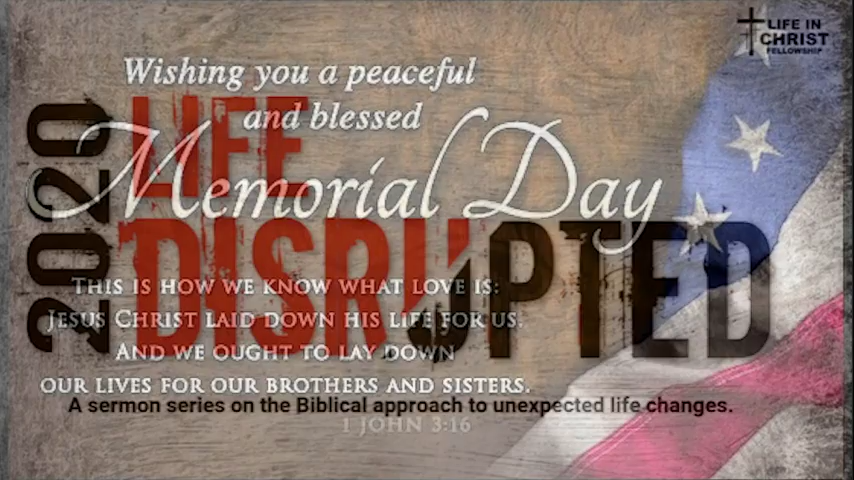 LIFE IN
CHRIST
FELLOWSHIP
Wishing you a peaceful
and blessed
Memorial Day
2020
LIFE
DISRUPTED
This is how we know what love is:
Jesus Christ laid down his life for us.
And we ought to lay down
our lives for our brothers and sisters.
A sermon series on the Biblical approach to unexpected life changes.
1 John 3:16